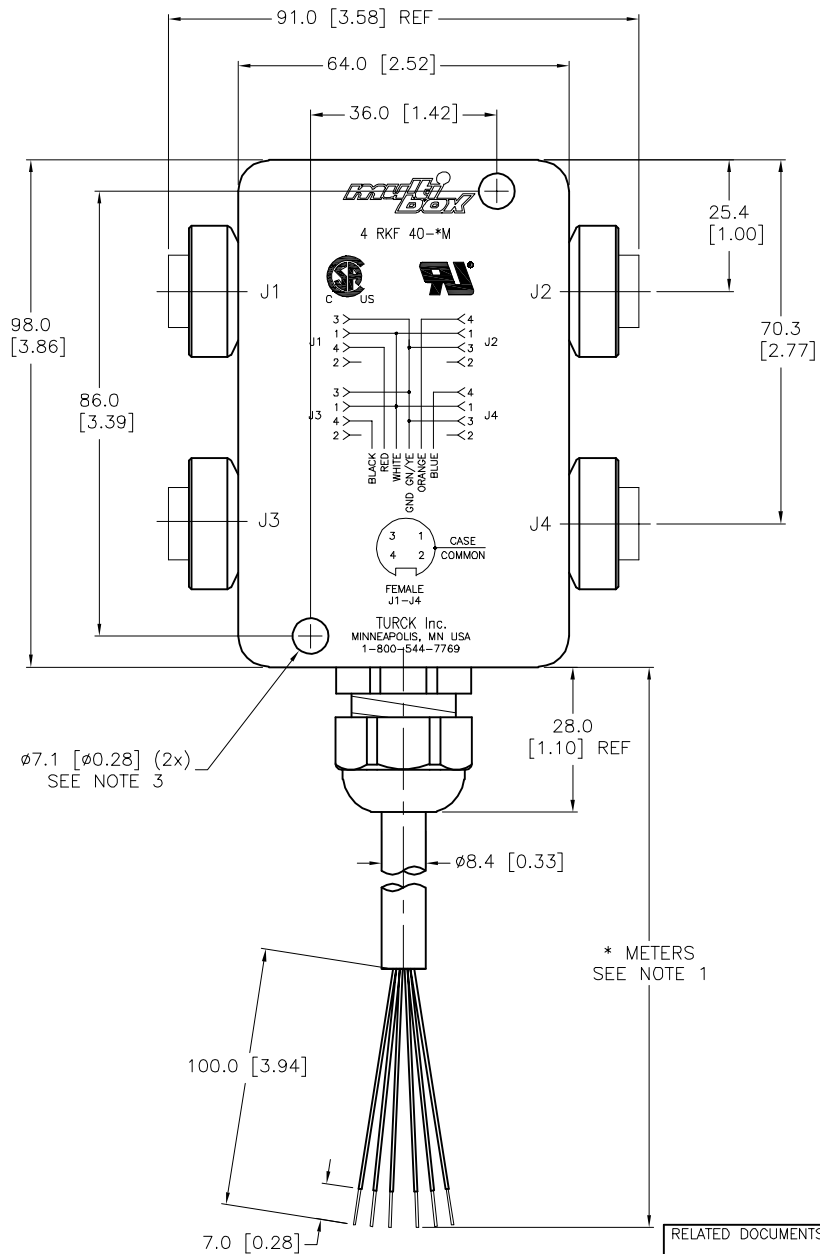 91.0 [3.58] REF
64.0 [2.52]
36.0 [1.42]
multi
box
4 RKF 40-*M
25.4
[1.00]
C US
®
J1
J2
98.0
[3.86]
70.3
[2.77]
86.0
[3.39]
3
1
J1
4
2
4
1
J2
3
2
3
1
J3
4
2
4
1
J4
3
2
BLACK
RED
WHITE
GND GN/YE
ORANGE
BLUE
J3
J4
3 1
4 2
CASE
COMMON
FEMALE
J1-J4
TURCK Inc.
MINNEAPOLIS, MN USA
1-800-544-7769
ø7.1 [ø0.28] (2x)
SEE NOTE 3
28.0
[1.10] REF
ø8.4 [0.33]
* METERS
SEE NOTE 1
100.0 [3.94]
7.0 [0.28]
RELATED DOCUMENTS